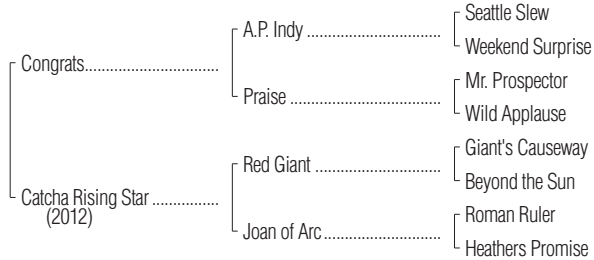 Seattle Slew
A.P. Indy
Weekend Surprise
Congrats
Mr. Prospector
Praise
Wild Applause
Giant's Causeway
Red Giant
Beyond the Sun
Catcha Rising Star
(2012)
Roman Ruler
Joan of Arc
Heathers Promise